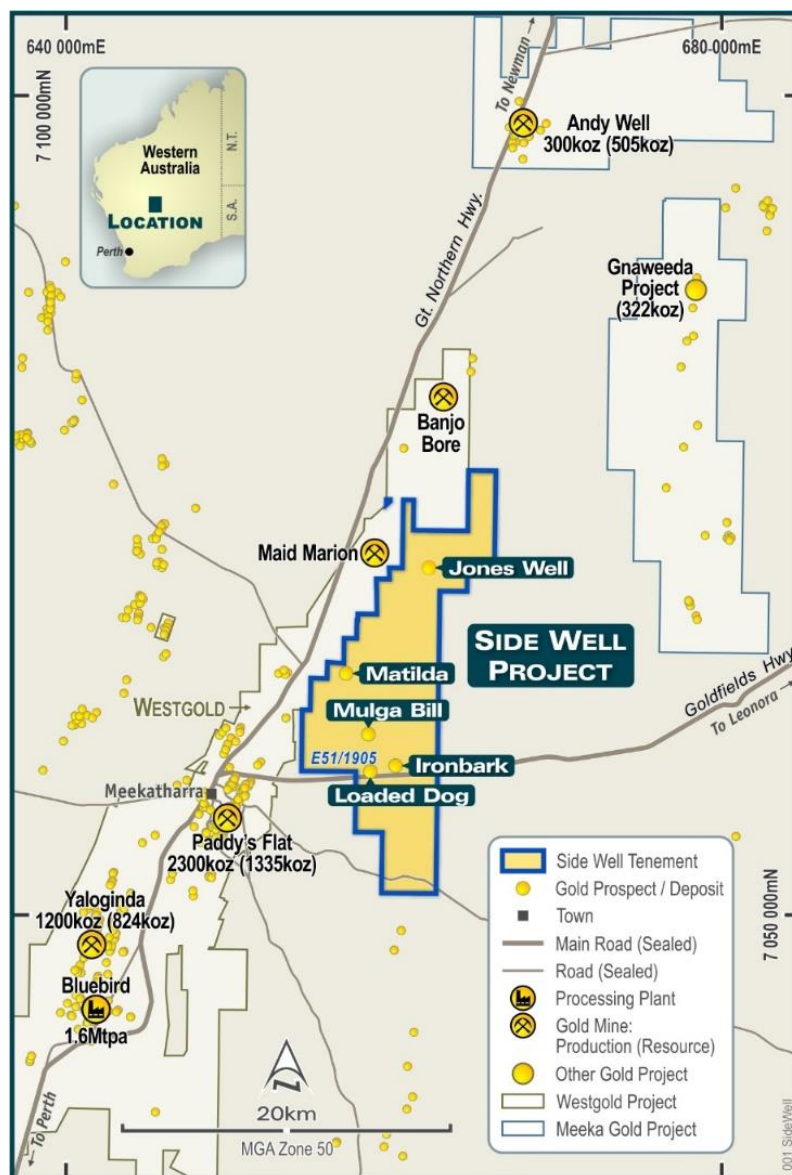 640 000mE
680 000mE
7 100 000mN
To Newman
Western
Australia
N.T.
S.A.
LOCATION
Perth
Andy Well
300koz (505koz)
Gt. Northern Hwy.
Gnaweeda
Project
(322koz)
Banjo
Bore
Maid Marion
Jones Well
SIDE WELL
PROJECT
Matilda
Goldfields Hwy
To Leonora
WESTGOLD
Mulga Bill
E51/1905
Ironbark
Loaded Dog
Meekatharra
Paddy's Flat
2300koz (1335koz)
Yaloginda
1200koz (824koz)
7 050 000mN
Bluebird
1.6Mtpa
To Perth
20km
MGA Zone 50
Side Well Tenement
Gold Prospect / Deposit
Town
Main Road (Sealed)
Road (Sealed)
Processing Plant
Gold Mine:
Production (Resource)
Other Gold Project
Westgold Project
Meeka Gold Project
001 SideWell